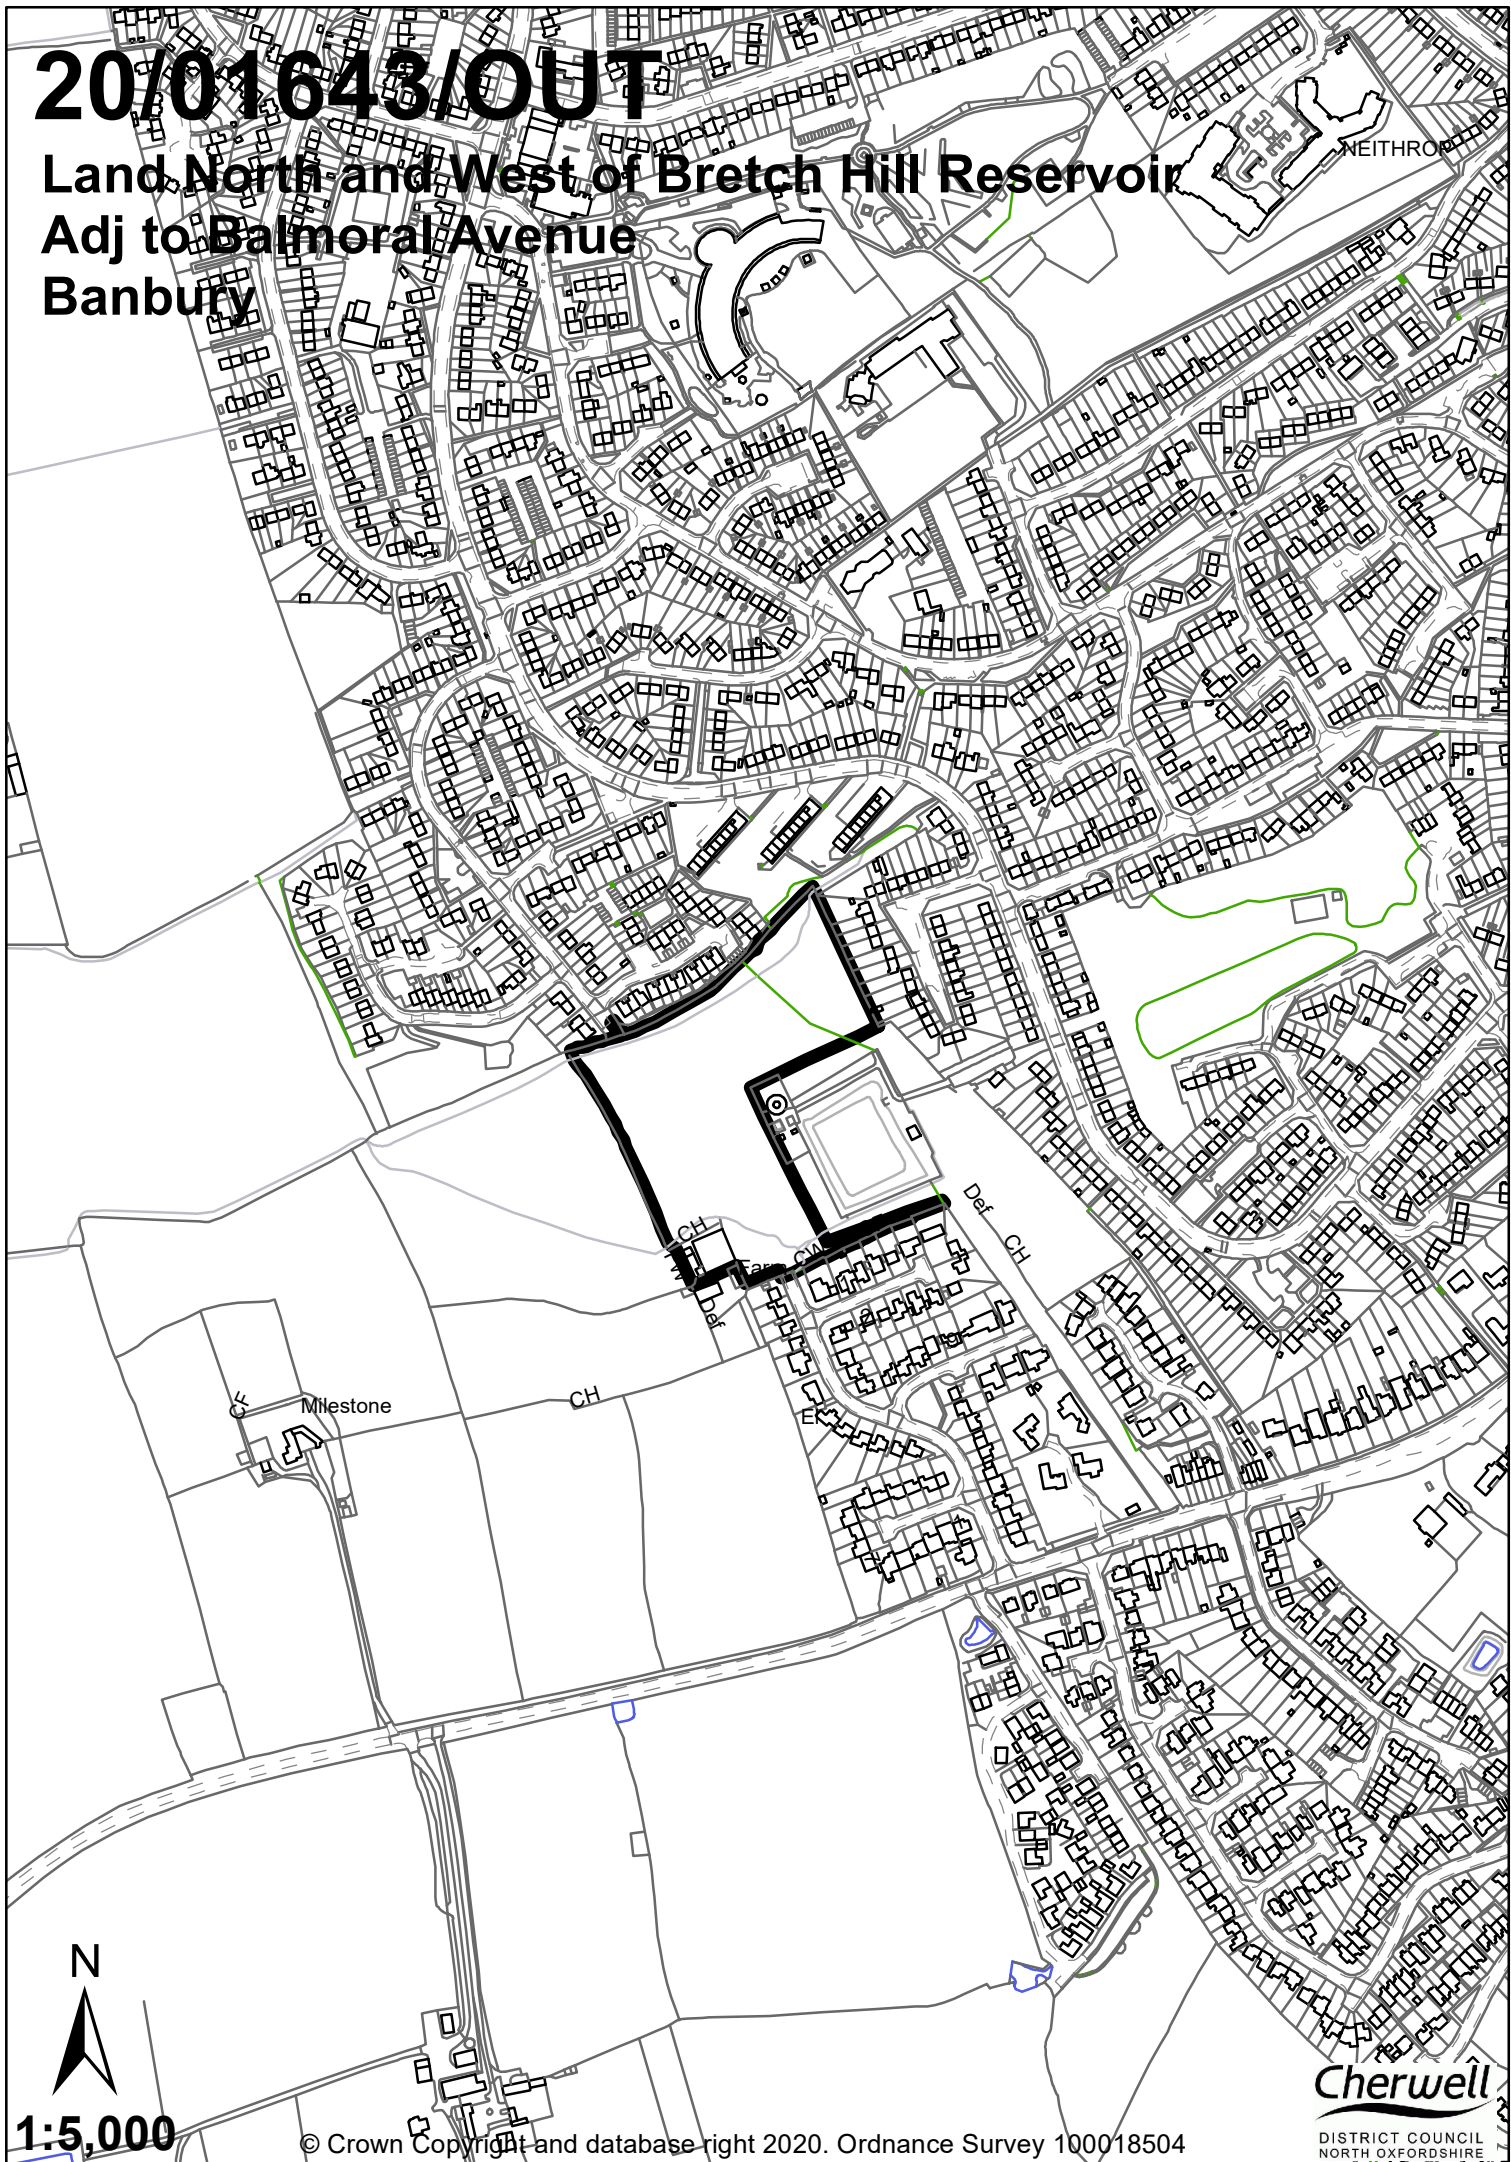 20/01643/OUT
Land North and West of Bretch Hill Reservoir
Adj to Balmoral Avenue
Banbury
NEITHROP
Def
CH
CH
CW
Farm
Def
CH
CF
Milestone
N
1:5,000
© Crown Copyright and database right 2020. Ordnance Survey 100018504
Cherwell
DISTRICT COUNCIL
NORTH OXFORDSHIRE